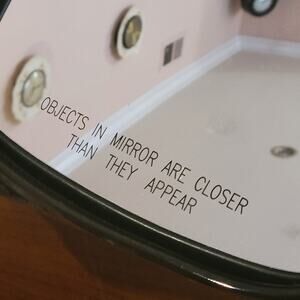 OBJECTS IN MIRROR ARE CLOSER
THAN THEY APPEAR